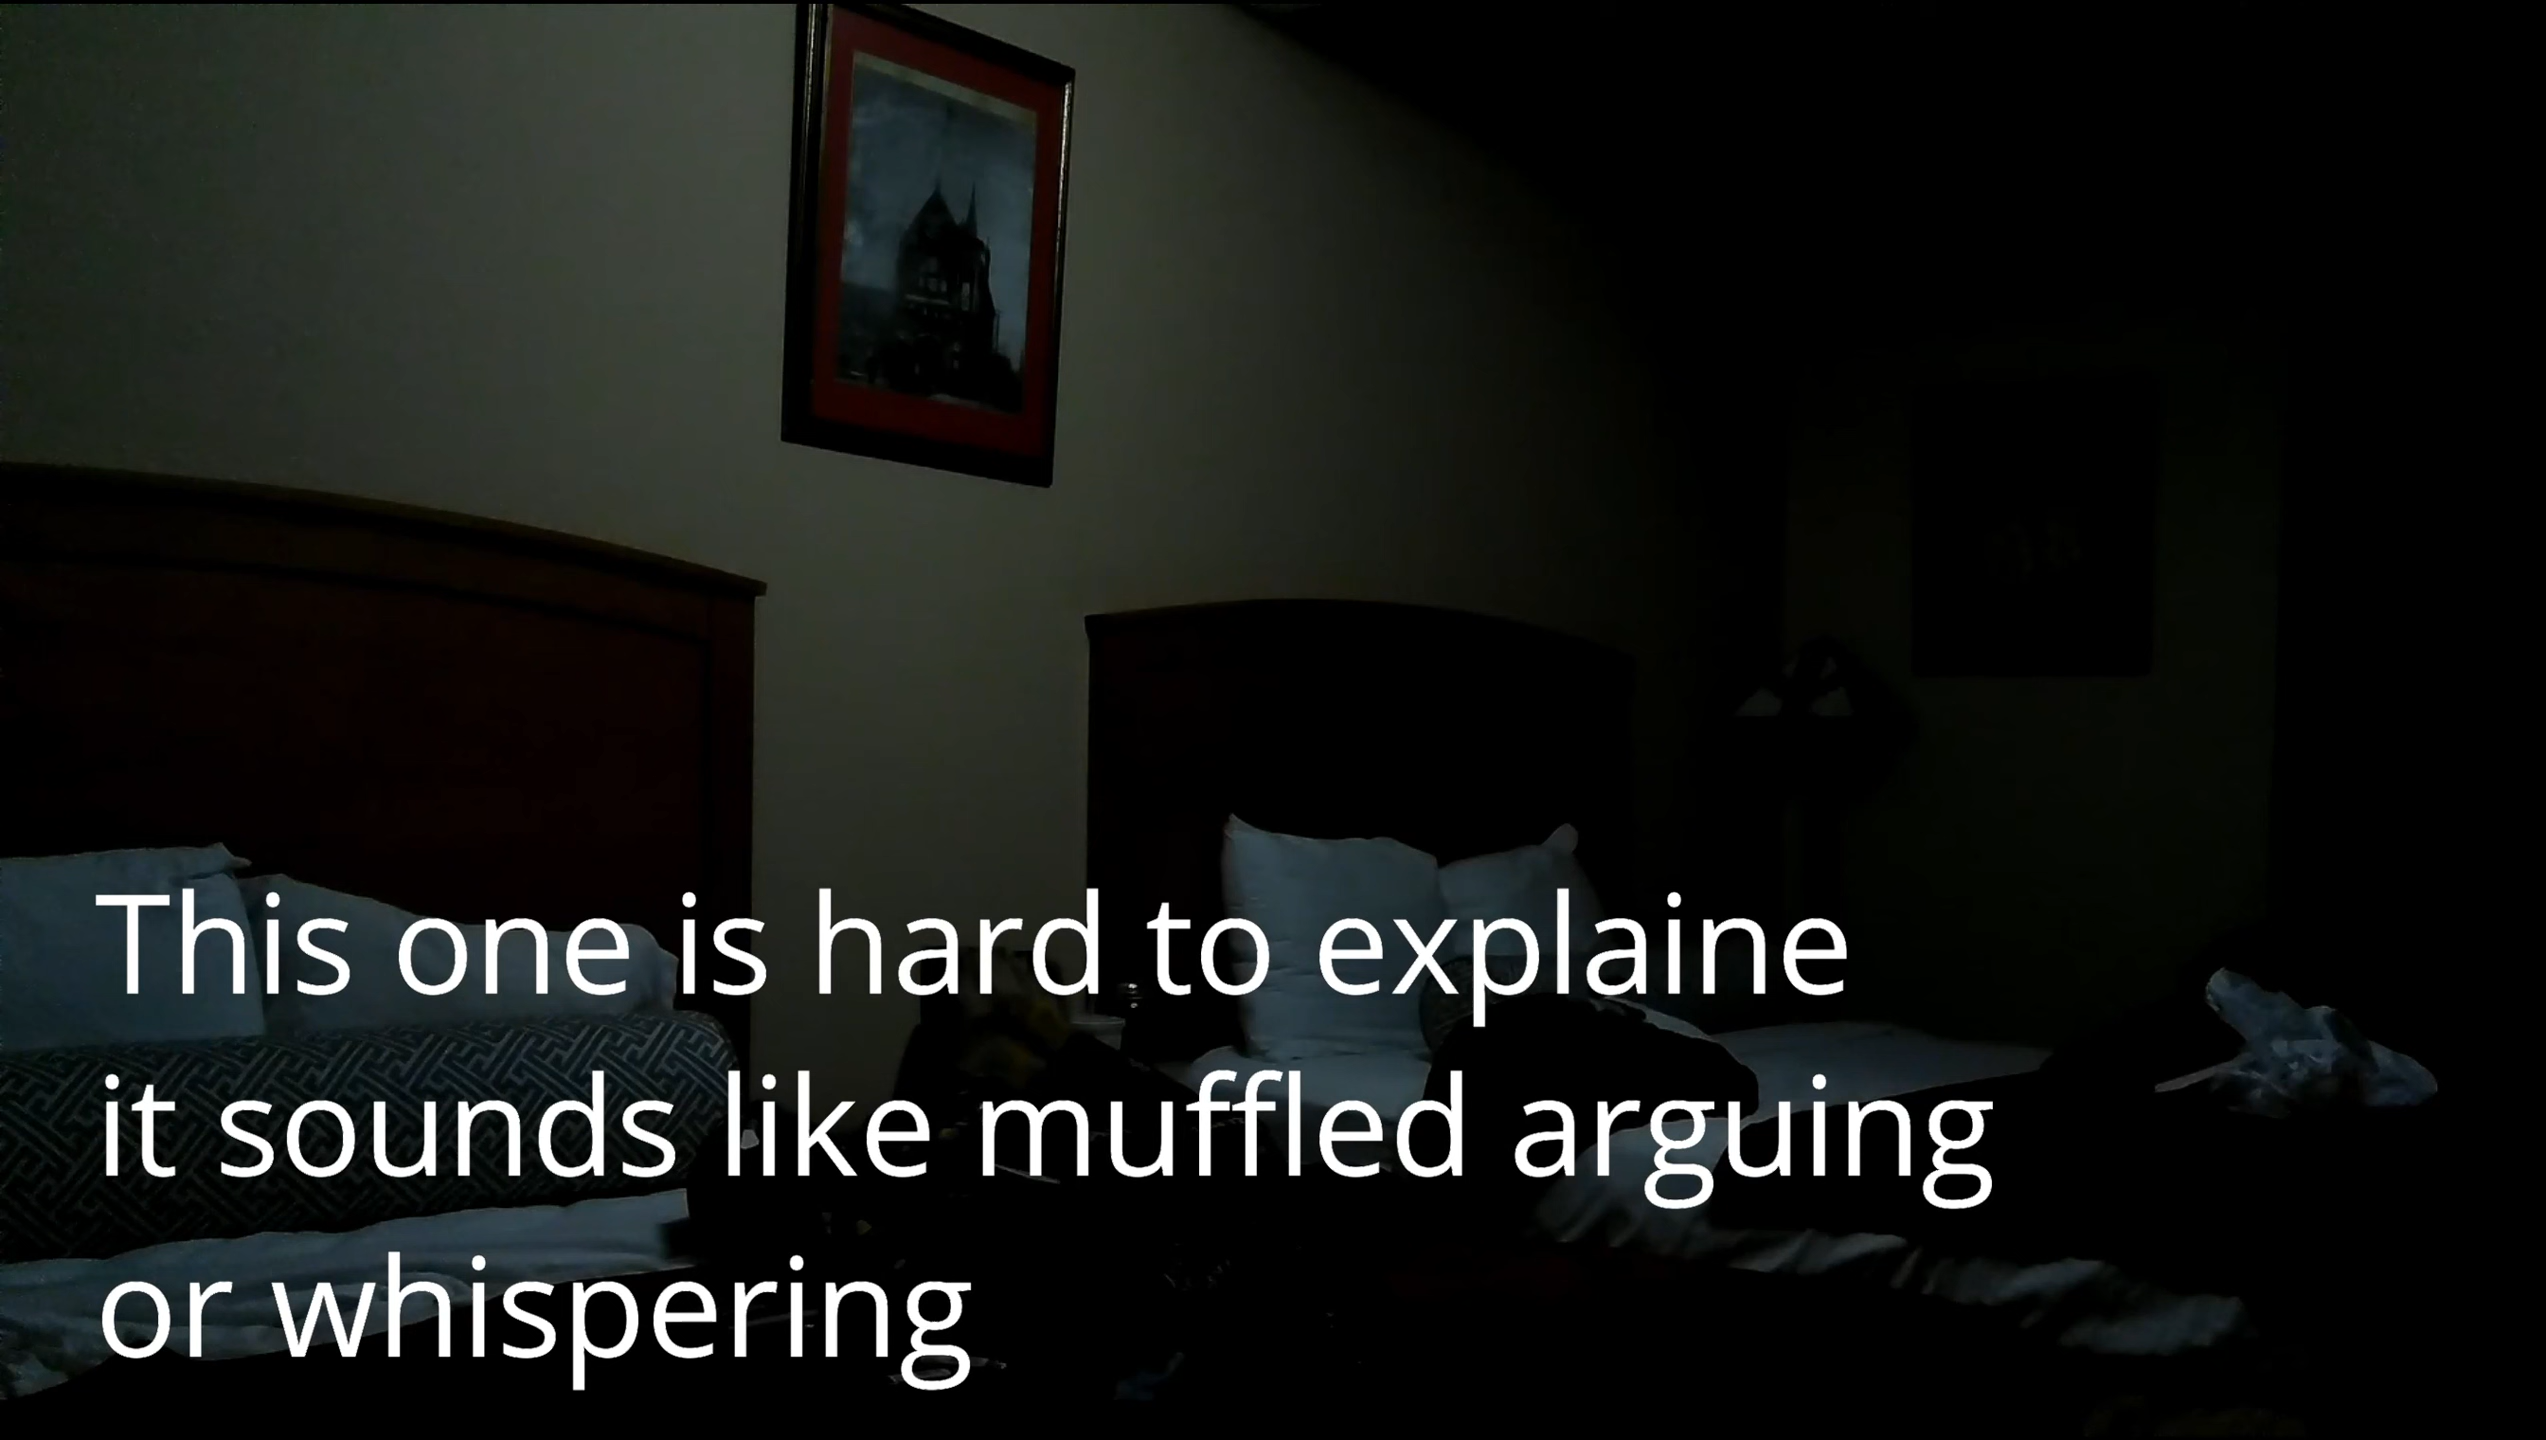 This one is hard to explaine
it sounds like muffled arguing
or whispering